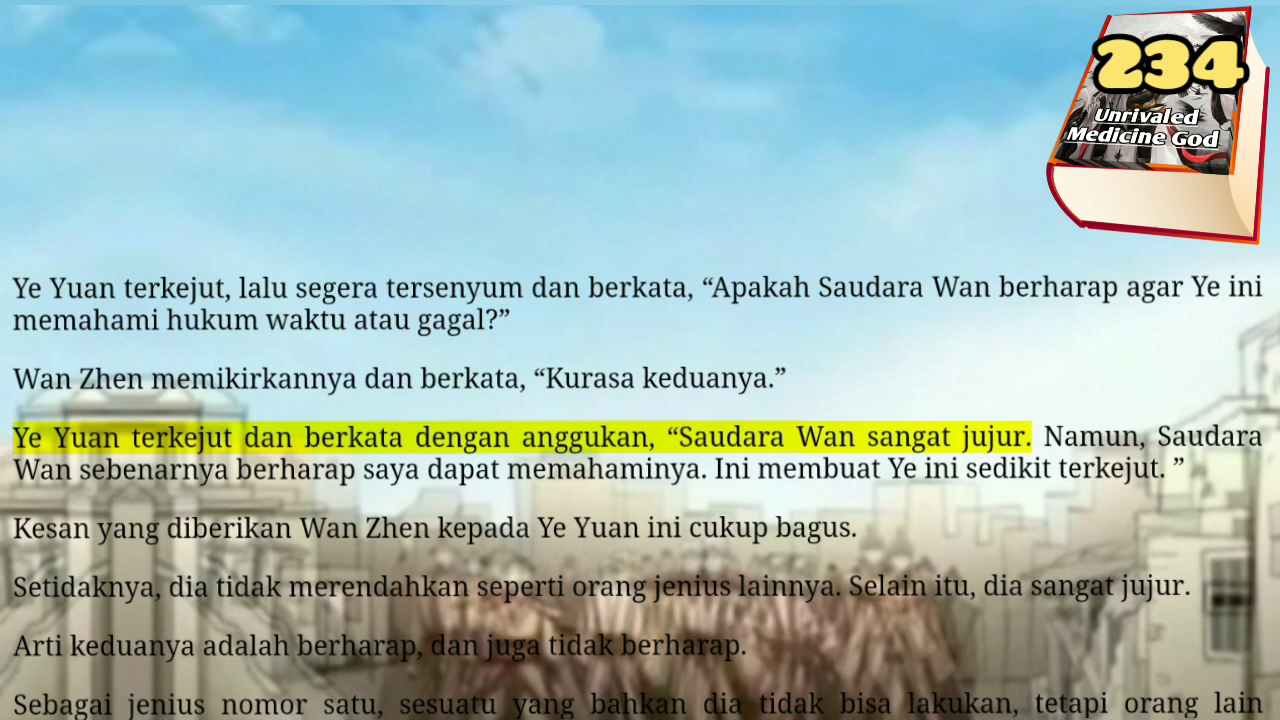 234
Unrivaled
Medicine God
Ye Yuan terkejut, lalu segera tersenyum dan berkata, “Apakah Saudara Wan berharap agar Ye ini
memahami hukum waktu atau gagal?”
Wan Zhen memikirkannya dan berkata, “Kurasa keduanya.”
Ye Yuan terkejut dan berkata dengan anggukan, “Saudara Wan sangat jujur. Namun, Saudara
Wan sebenarnya berharap saya dapat memahaminya. Ini membuat Ye ini sedikit terkejut. ”
Kesan yang diberikan Wan Zhen kepada Ye Yuan ini cukup bagus.
Setidaknya, dia tidak merendahkan seperti orang jenius lainnya. Selain itu, dia sangat jujur.
Arti keduanya adalah berharap, dan juga tidak berharap.
Sebagai jenius nomor satu, sesuatu yang bahkan dia tidak bisa lakukan, tetapi orang lain